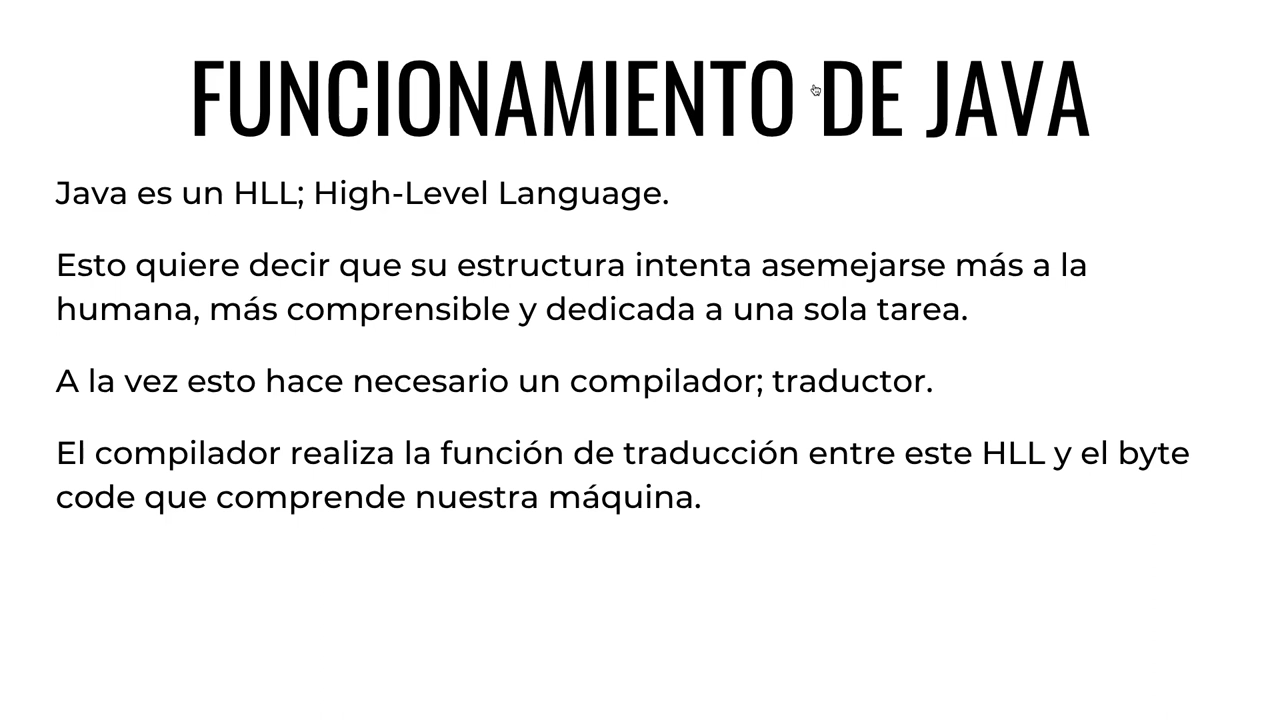 FUNCIONAMIENTO DE JAVA
Java es un HLL; High-Level Language.
Esto quiere decir que su estructura intenta asemejarse más a la
humana, más comprensible y dedicada a una sola tarea.
A la vez esto hace necesario un compilador; traductor.
El compilador realiza la función de traducción entre este HLL y el byte
code que comprende nuestra máquina.